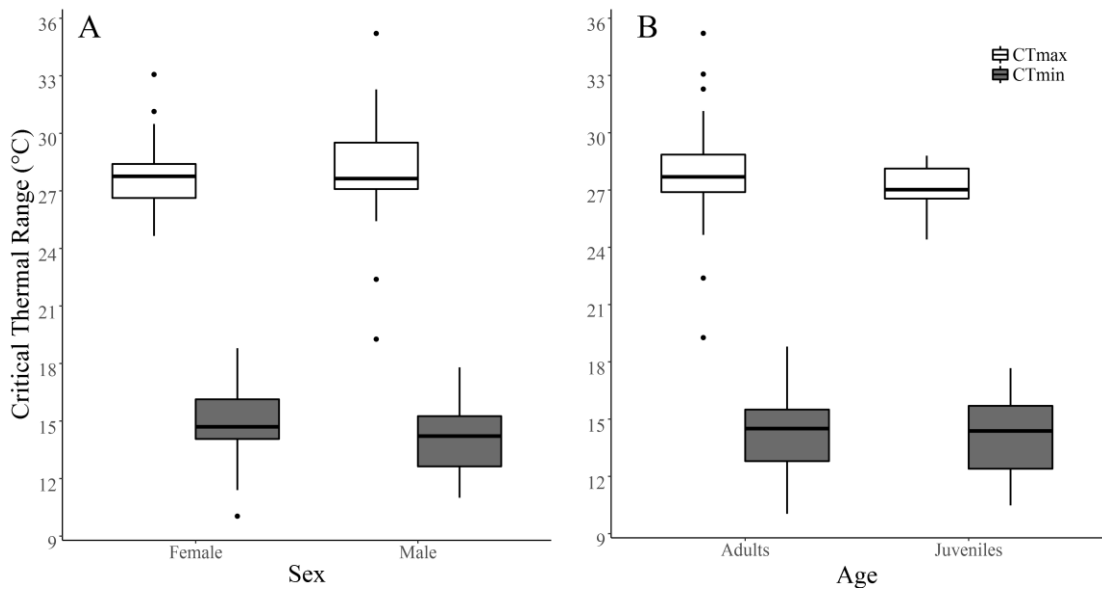 A
B
CTmax
CTmin
Critical Thermal Range (°C)
36
33
30
27
24
21
18
15
12
9
36
33
30
27
24
21
18
15
12
9
Female
Male
Sex
Adults
Juveniles
Age